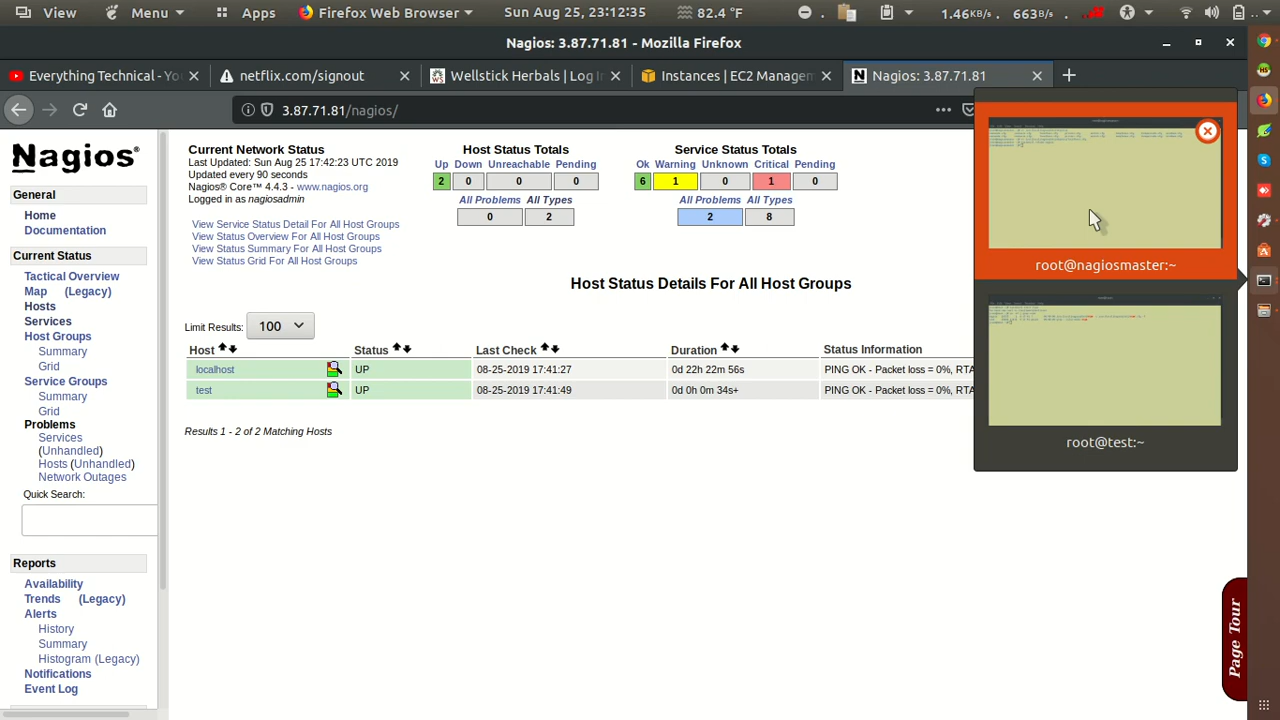 View
Menu
Apps
Firefox Web Browser
Sun Aug 25, 23:12:35
82.4 °F
1.46KB/s
663B/s
Nagios: 3.87.71.81 - Mozilla Firefox
Everything Technical - Yo
netflix.com/signout
Wellstick Herbals | Log In
Instances | EC2 Managem
Nagios: 3.87.71.81
3.87.71.81/nagios/
Nagios®
General
Home
Documentation
Current Status
Tactical Overview
Map (Legacy)
Hosts
Services
Host Groups
Summary
Grid
Service Groups
Summary
Grid
Problems
Services
(Unhandled)
Hosts (Unhandled)
Network Outages
Quick Search:
Reports
Availability
Trends (Legacy)
Alerts
History
Summary
Histogram (Legacy)
Notifications
Event Log
Current Network Status
Last Updated: Sun Aug 25 17:42:23 UTC 2019
Updated every 90 seconds
Nagios® Core™ 4.4.3 - www.nagios.org
Logged in as nagiosadmin
View Service Status Detail For All Host Groups
View Status Overview For All Host Groups
View Status Summary For All Host Groups
View Status Grid For All Host Groups
Host Status Totals
Up Down Unreachable Pending
2 0 0 0
All Problems All Types
0 2
Service Status Totals
Ok Warning Unknown Critical Pending
6 1 0 1 0
All Problems All Types
2 8
Host Status Details For All Host Groups
Limit Results: 100
Host Status Last Check Duration Status Information
localhost UP 08-25-2019 17:41:27 0d 22h 22m 56s PING OK - Packet loss = 0%, RTA
test UP 08-25-2019 17:41:49 0d 0h 0m 34s+ PING OK - Packet loss = 0%, RTA
Results 1 - 2 of 2 Matching Hosts
root@nagiosmaster:~
root@test:~
Page Tour